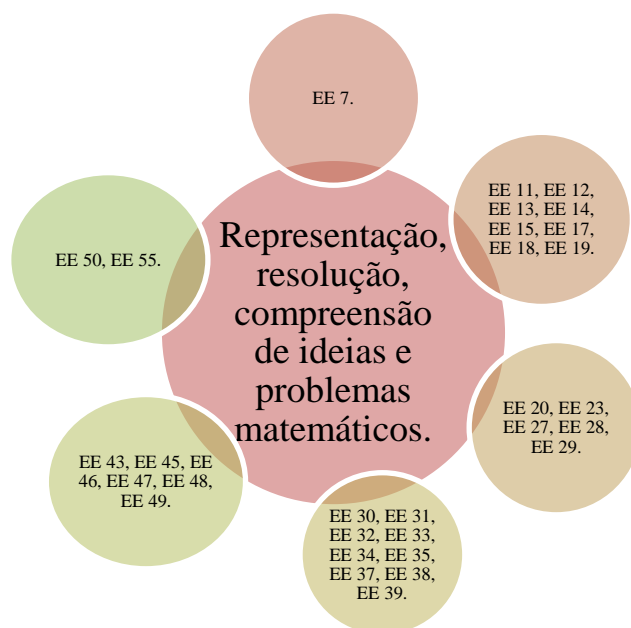 EE 7.
EE 11, EE 12,
EE 13, EE 14,
EE 15, EE 17,
EE 18, EE 19.
Representação,
resolução,
compreensão
de ideias e
problemas
matemáticos.
EE 50, EE 55.
EE 20, EE 23,
EE 27, EE 28,
EE 29.
EE 43, EE 45, EE
46, EE 47, EE 48,
EE 49.
EE 30, EE 31,
EE 32, EE 33,
EE 34, EE 35,
EE 37, EE 38,
EE 39.